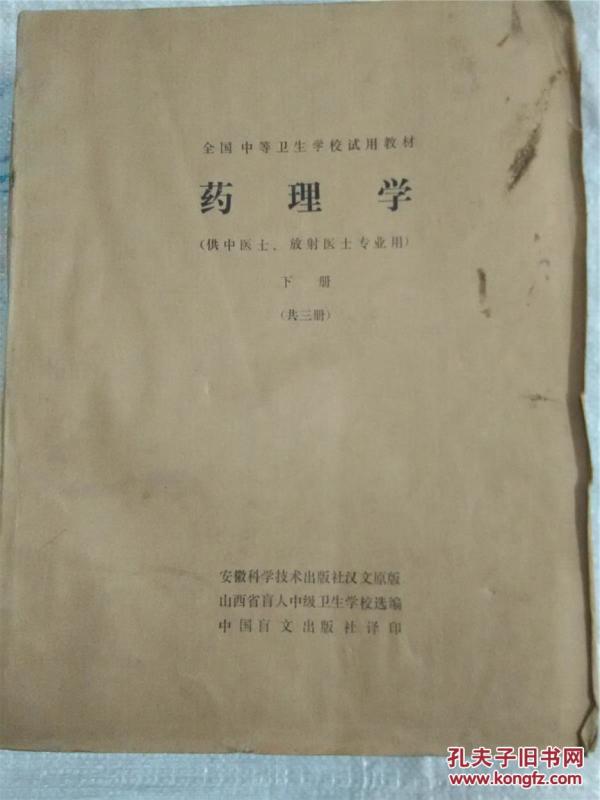 全国中等卫生学校试用教材
药理学
（供中医士、放射医士专业用）
下册
（共三册）
安徽科学技术出版社汉文原版
山西省盲人中级卫生学校选编
中国盲文出版社译印
孔夫子旧书网
www.kongfz.com